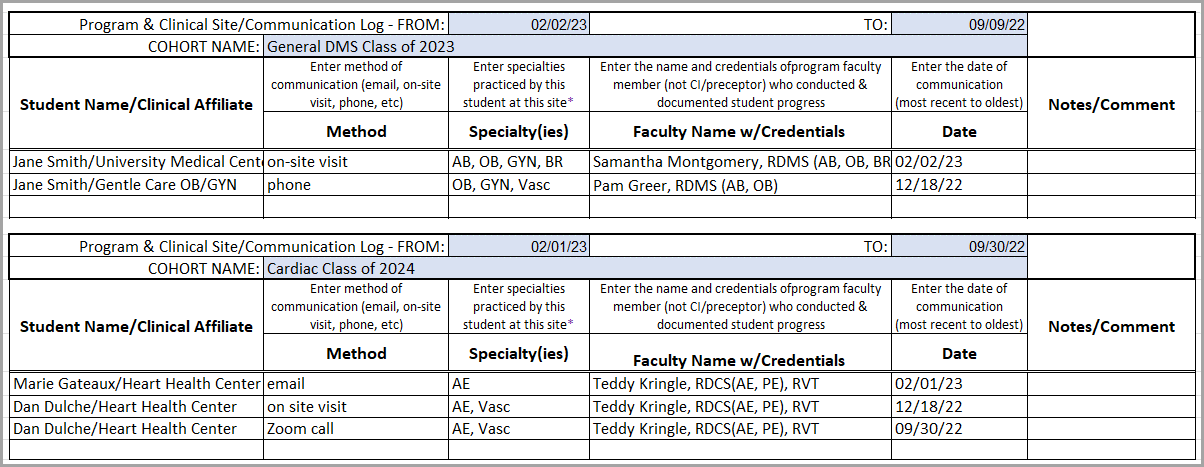 Program & Clinical Site/Communication Log - FROM: 02/02/23 TO: 09/09/22
COHORT NAME: General DMS Class of 2023
Student Name/Clinical Affiliate
Enter method of
communication (email, on-site
visit, phone, etc)
Method
Enter specialties
practiced by this
student at this site*
Specialty(ies)
Enter the name and credentials ofprogram faculty
member (not CI/preceptor) who conducted &
documented student progress
Faculty Name w/Credentials
Enter the date of
communication
(most recent to oldest)
Date
Notes/Comment
Jane Smith/University Medical Cent on-site visit AB, OB, GYN, BR Samantha Montgomery, RDMS (AB, OB, BR 02/02/23
Jane Smith/Gentle Care OB/GYN phone OB, GYN, Vasc Pam Greer, RDMS (AB, OB) 12/18/22
Program & Clinical Site/Communication Log - FROM: 02/01/23 TO: 09/30/22
COHORT NAME: Cardiac Class of 2024
Student Name/Clinical Affiliate
Enter method of
communication (email, on-site
visit, phone, etc)
Method
Enter specialties
practiced by this
student at this site*
Specialty(ies)
Enter the name and credentials ofprogram faculty
member (not CI/preceptor) who conducted &
documented student progress
Faculty Name w/Credentials
Enter the date of
communication
(most recent to oldest)
Date
Notes/Comment
Marie Gateaux/Heart Health Center email AE Teddy Kringle, RDCS(AE, PE), RVT 02/01/23
Dan Dulche/Heart Health Center on site visit AE, Vasc Teddy Kringle, RDCS(AE, PE), RVT 12/18/22
Dan Dulche/Heart Health Center Zoom call AE, Vasc Teddy Kringle, RDCS(AE, PE), RVT 09/30/22